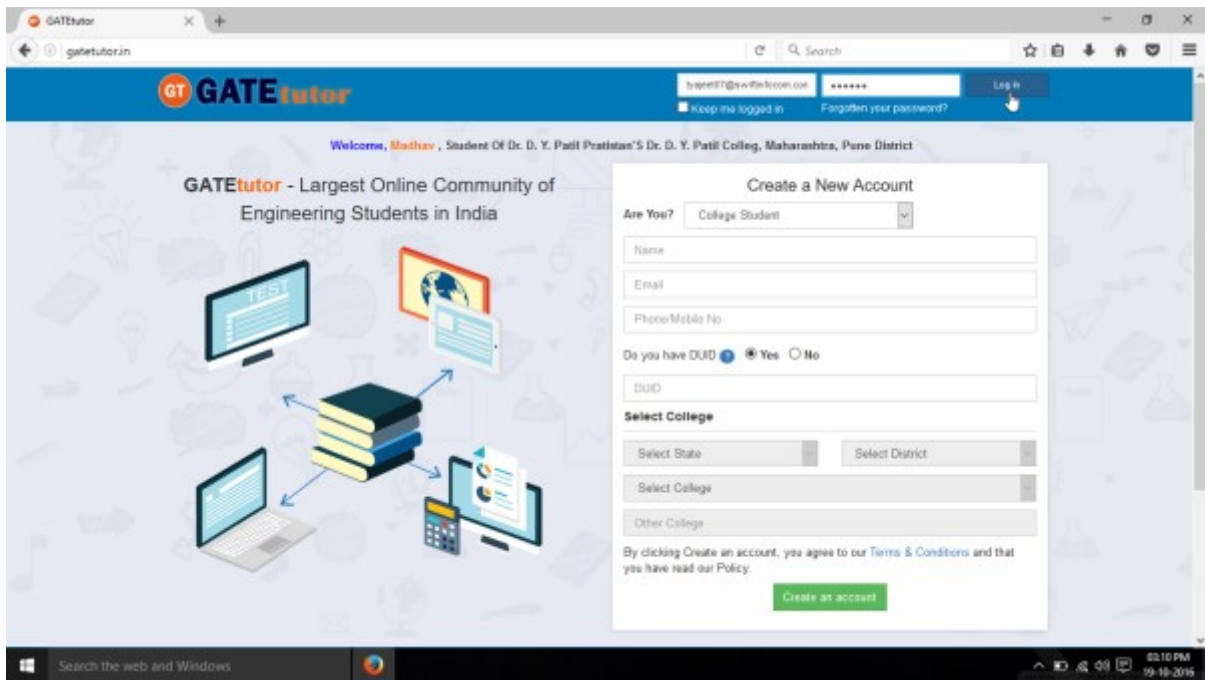 GATEtutor
gatetutor.in
Search
GT GATEtutor
••••••
Log in
Keep me logged in
Forgotten your password?
Welcome, Madhav , Student Of Dr. D. Y. Patil Pratistan'S Dr. D. Y. Patil Colleg, Maharashtra, Pune District
GATEtutor - Largest Online Community of
Engineering Students in India
TEST
Create a New Account
Are You? College Student
Name
Email
Phone/Mobile No
Do you have DUID ? Yes No
DUID
Select College
Select State
Select District
Select College
Other College
By clicking Create an account, you agree to our Terms & Conditions and that
you have read our Policy.
Create an account
Search the web and Windows
03:10 PM
19-10-2016